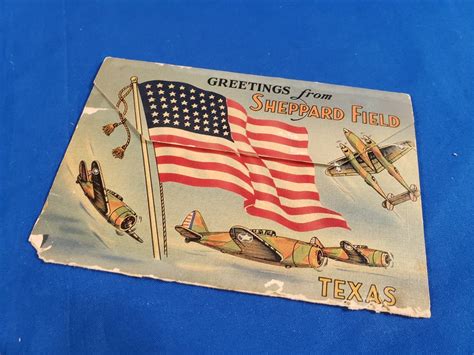 GREETINGS from
SHEPPARD FIELD
TEXAS